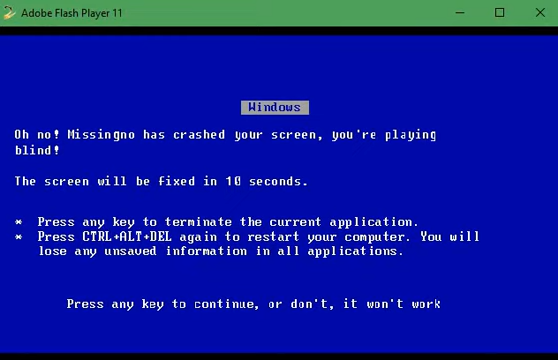 Adobe Flash Player 11
Windows
Oh no! Missingno has crashed your screen, you're playing
blind!
The screen will be fixed in 10 seconds.
* Press any key to terminate the current application.
* Press CTRL+ALT+DEL again to restart your computer. You will
lose any unsaved information in all applications.
Press any key to continue, or don't, it won't work